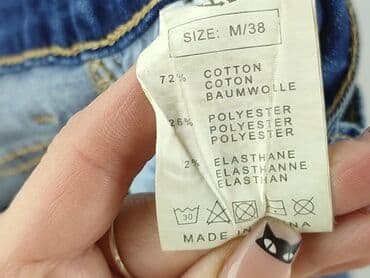 SIZE: M/38
72% COTTON
COTON
BAUMWOLLE
26% POLYESTER
POLYESTER
POLYESTER
2% ELASTHANE
ELASTHANNE
ELASTHAN
30
MADE IN